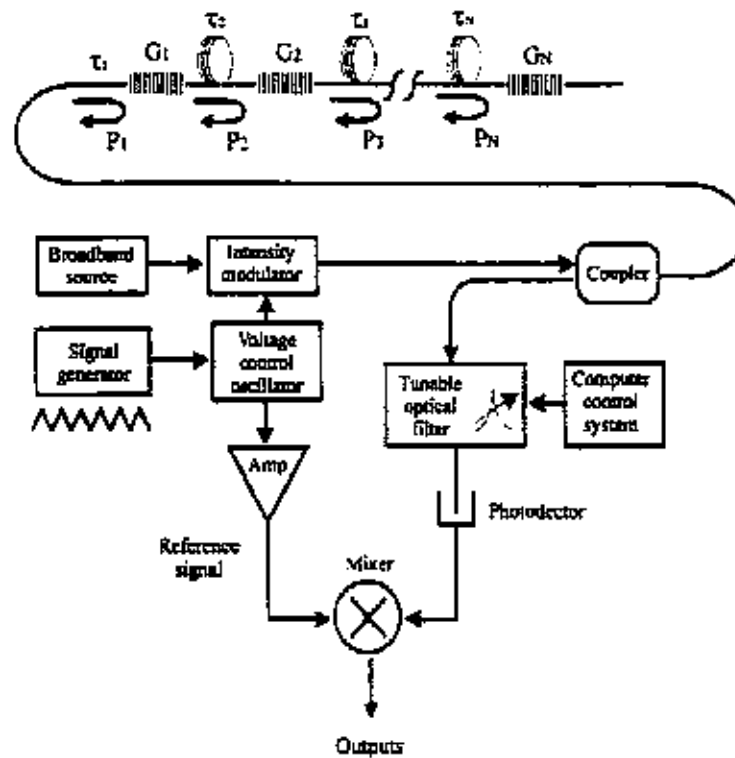 τ₁ G₁ τ₂ G₂ τ₃ τN GN
P₁ P₂ P₃ PN
Broadband
source
Intensity
modulator
Coupler
Signal
generator
Voltage
control
oscillator
Tunable
optical
filter
Computer
control
system
Amp
Photodector
Reference
signal
Mixer
Outputs